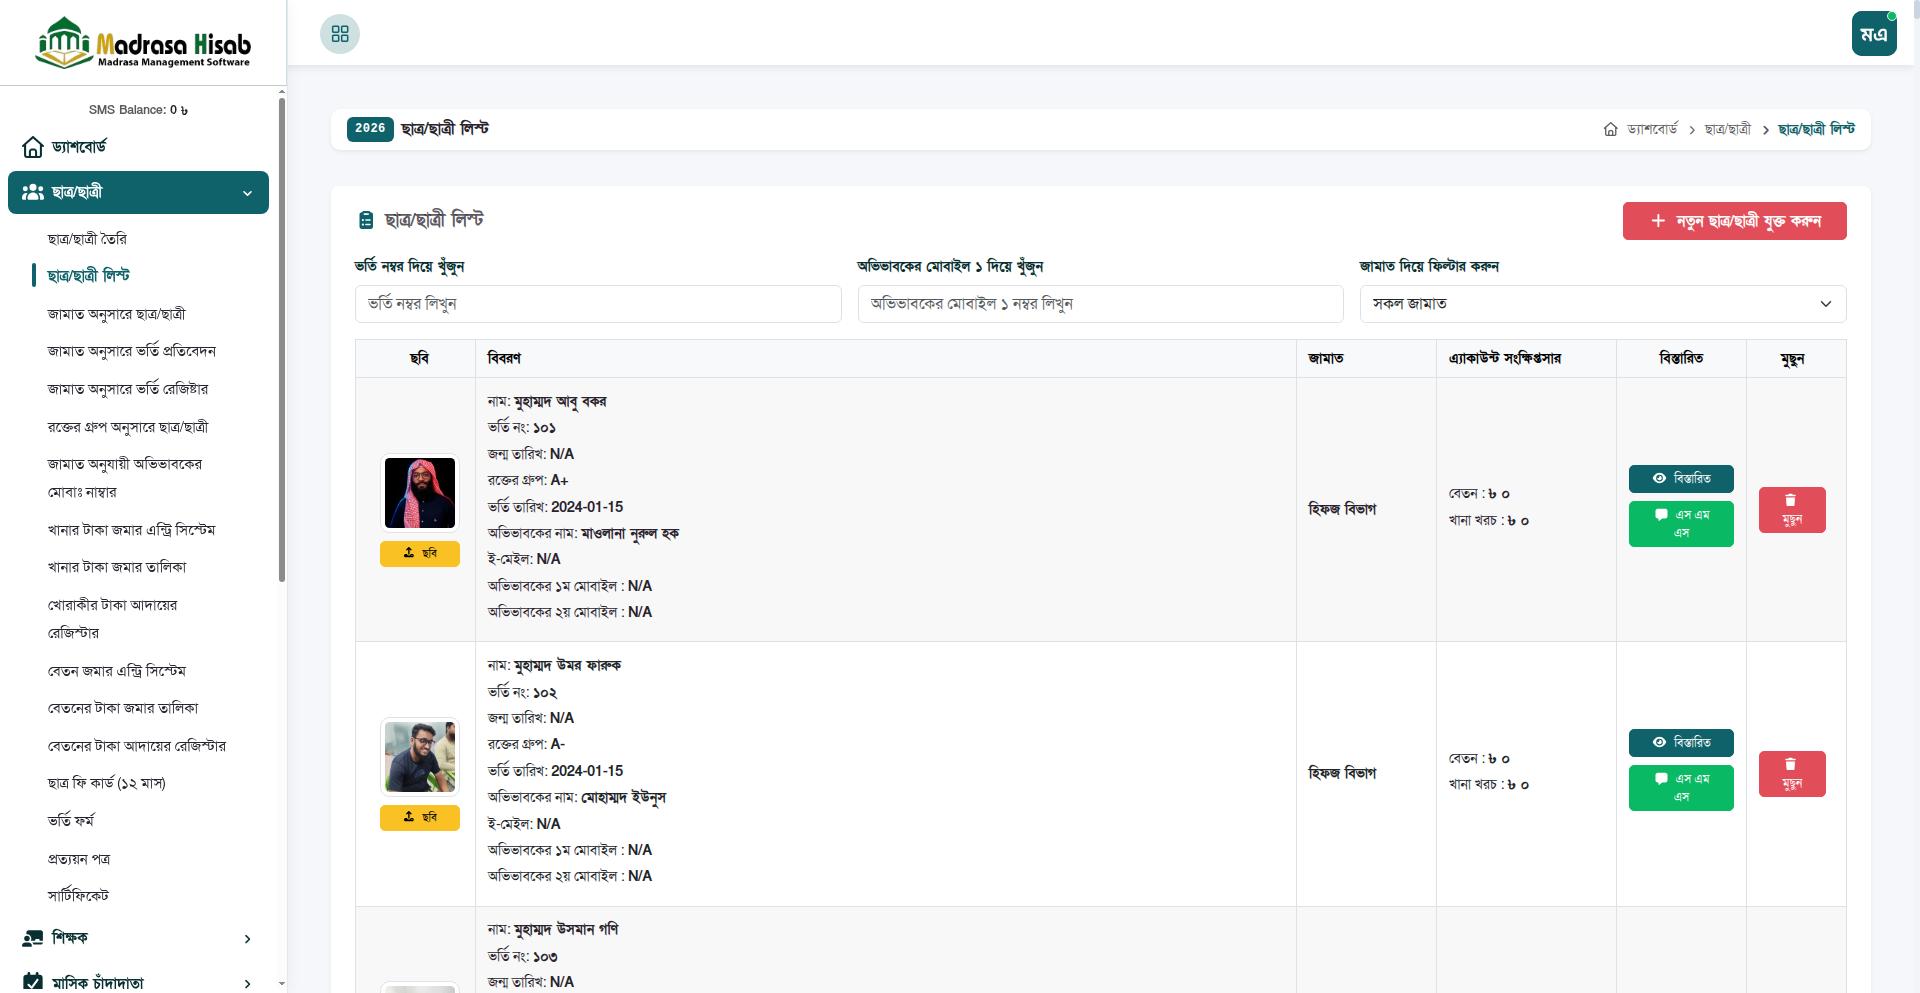 Madrasa Hisab
Madrasa Management Software
মএ
SMS Balance: 0 ৳
ড্যাশবোর্ড
ছাত্র/ছাত্রী
ছাত্র/ছাত্রী তৈরি
ছাত্র/ছাত্রী লিস্ট
জামাত অনুসারে ছাত্র/ছাত্রী
জামাত অনুসারে ভর্তি প্রতিবেদন
জামাত অনুসারে ভর্তি রেজিষ্টার
রক্তের গ্রুপ অনুসারে ছাত্র/ছাত্রী
জামাত অনুযায়ী অভিভাবকের
মোবাঃ নাম্বার
খানার টাকা জমার এন্ট্রি সিস্টেম
খানার টাকা জমার তালিকা
খোরাকীর টাকা আদায়ের
রেজিস্টার
বেতন জমার এন্ট্রি সিস্টেম
বেতনের টাকা জমার তালিকা
বেতনের টাকা আদায়ের রেজিস্টার
ছাত্র ফি কার্ড (১২ মাস)
ভর্তি ফর্ম
প্রত্যয়ন পত্র
সার্টিফিকেট
শিক্ষক
মাসিক চাঁদাদাতা
2026 ছাত্র/ছাত্রী লিস্ট
ড্যাশবোর্ড > ছাত্র/ছাত্রী > ছাত্র/ছাত্রী লিস্ট
ছাত্র/ছাত্রী লিস্ট
+ নতুন ছাত্র/ছাত্রী যুক্ত করুন
ভর্তি নম্বর দিয়ে খুঁজুন
ভর্তি নম্বর লিখুন
অভিভাবকের মোবাইল ১ দিয়ে খুঁজুন
অভিভাবকের মোবাইল ১ নম্বর লিখুন
জামাত দিয়ে ফিল্টার করুন
সকল জামাত
ছবি বিবরণ জামাত এ্যাকাউন্ট সংক্ষিপ্তসার বিস্তারিত মুছুন
নাম: মুহাম্মদ আবু বকর
ভর্তি নং: ১০১
জন্ম তারিখ: N/A
রক্তের গ্রুপ: A+
ভর্তি তারিখ: 2024-01-15
অভিভাবকের নাম: মাওলানা নুরুল হক
ই-মেইল: N/A
অভিভাবকের ১ম মোবাইল : N/A
অভিভাবকের ২য় মোবাইল : N/A
ছবি
হিফজ বিভাগ
বেতন : ৳ ০
খানা খরচ : ৳ ০
বিস্তারিত
এস এম
এস
মুছুন
নাম: মুহাম্মদ উমর ফারুক
ভর্তি নং: ১০২
জন্ম তারিখ: N/A
রক্তের গ্রুপ: A-
ভর্তি তারিখ: 2024-01-15
অভিভাবকের নাম: মোহাম্মদ ইউনুস
ই-মেইল: N/A
অভিভাবকের ১ম মোবাইল : N/A
অভিভাবকের ২য় মোবাইল : N/A
ছবি
হিফজ বিভাগ
বেতন : ৳ ০
খানা খরচ : ৳ ০
বিস্তারিত
এস এম
এস
মুছুন
নাম: মুহাম্মদ উসমান গণি
ভর্তি নং: ১০৩
জন্ম তারিখ: N/A